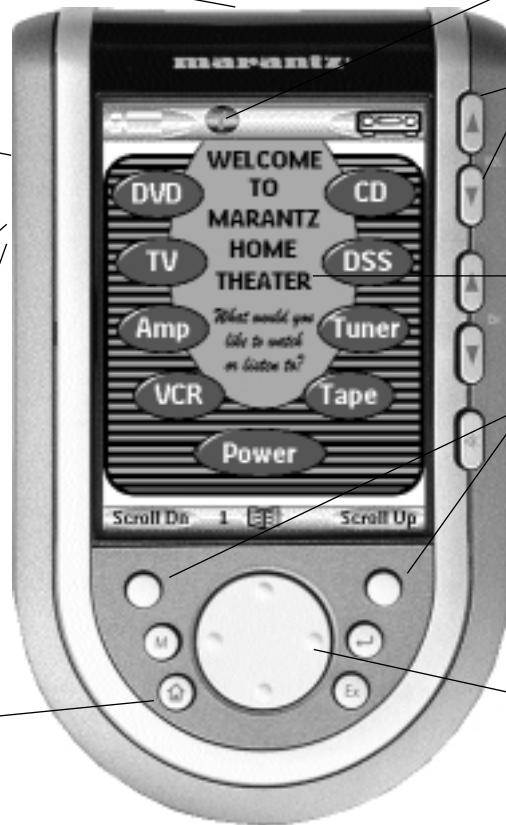 marantz
WELCOME
TO
MARANTZ
HOME
THEATER
DVD
CD
TV
DSS
What would you
like to watch
or listen to?
Amp
Tuner
VCR
Tape
Power
Scroll Dn 1 Scroll Up
M
Ex